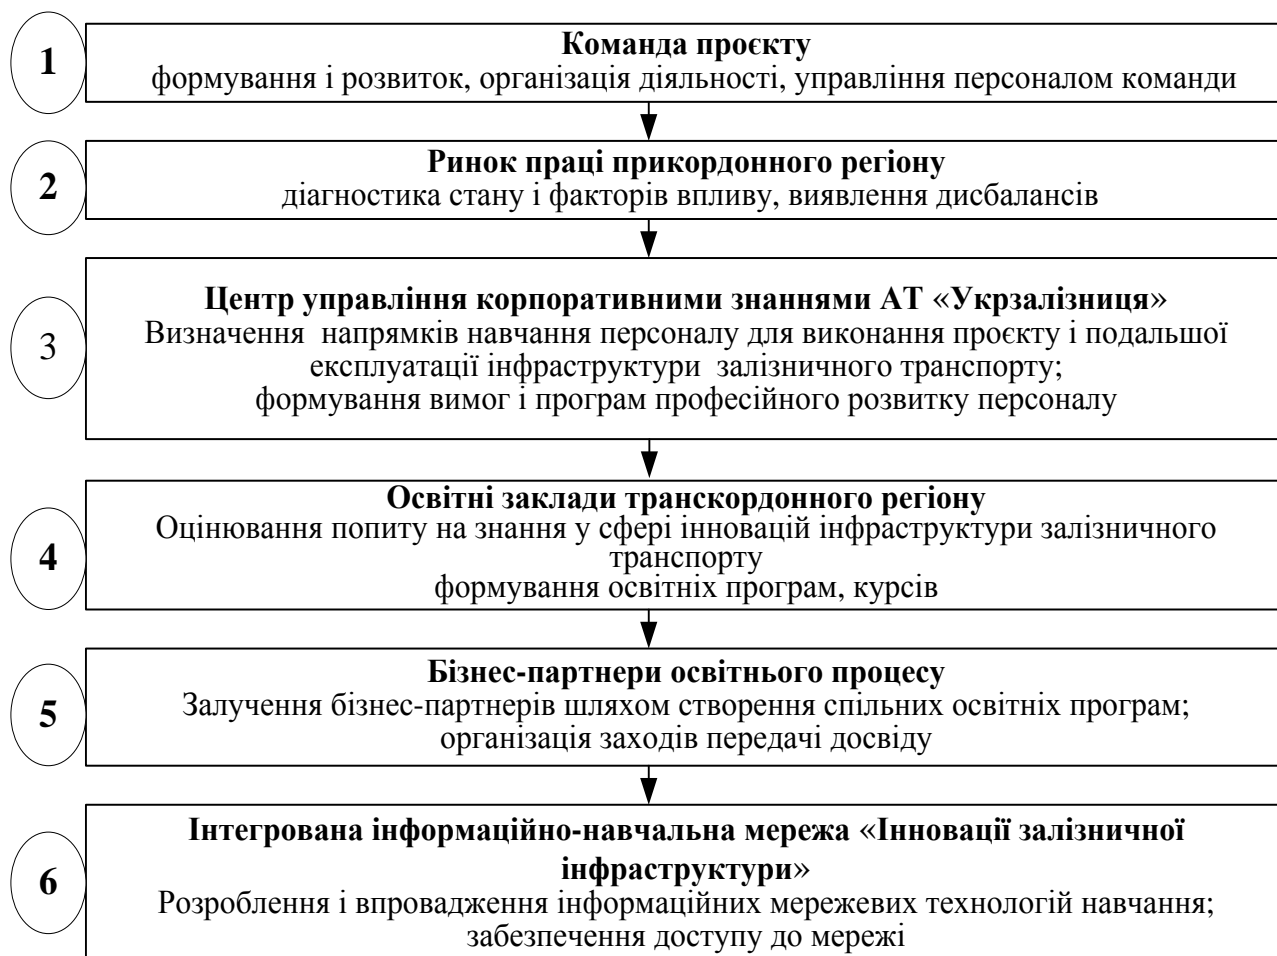 1
Команда проєкту
формування і розвиток, організація діяльності, управління персоналом команди
2
Ринок праці прикордонного регіону
діагностика стану і факторів впливу, виявлення дисбалансів
3
Центр управління корпоративними знаннями АТ «Укрзалізниця»
Визначення напрямків навчання персоналу для виконання проєкту і подальшої
експлуатації інфраструктури залізничного транспорту;
формування вимог і програм професійного розвитку персоналу
4
Освітні заклади транскордонного регіону
Оцінювання попиту на знання у сфері інновацій інфраструктури залізничного
транспорту
формування освітніх програм, курсів
5
Бізнес-партнери освітнього процесу
Залучення бізнес-партнерів шляхом створення спільних освітніх програм;
організація заходів передачі досвіду
6
Інтегрована інформаційно-навчальна мережа «Інновації залізничної
інфраструктури»
Розроблення і впровадження інформаційних мережевих технологій навчання;
забезпечення доступу до мережі